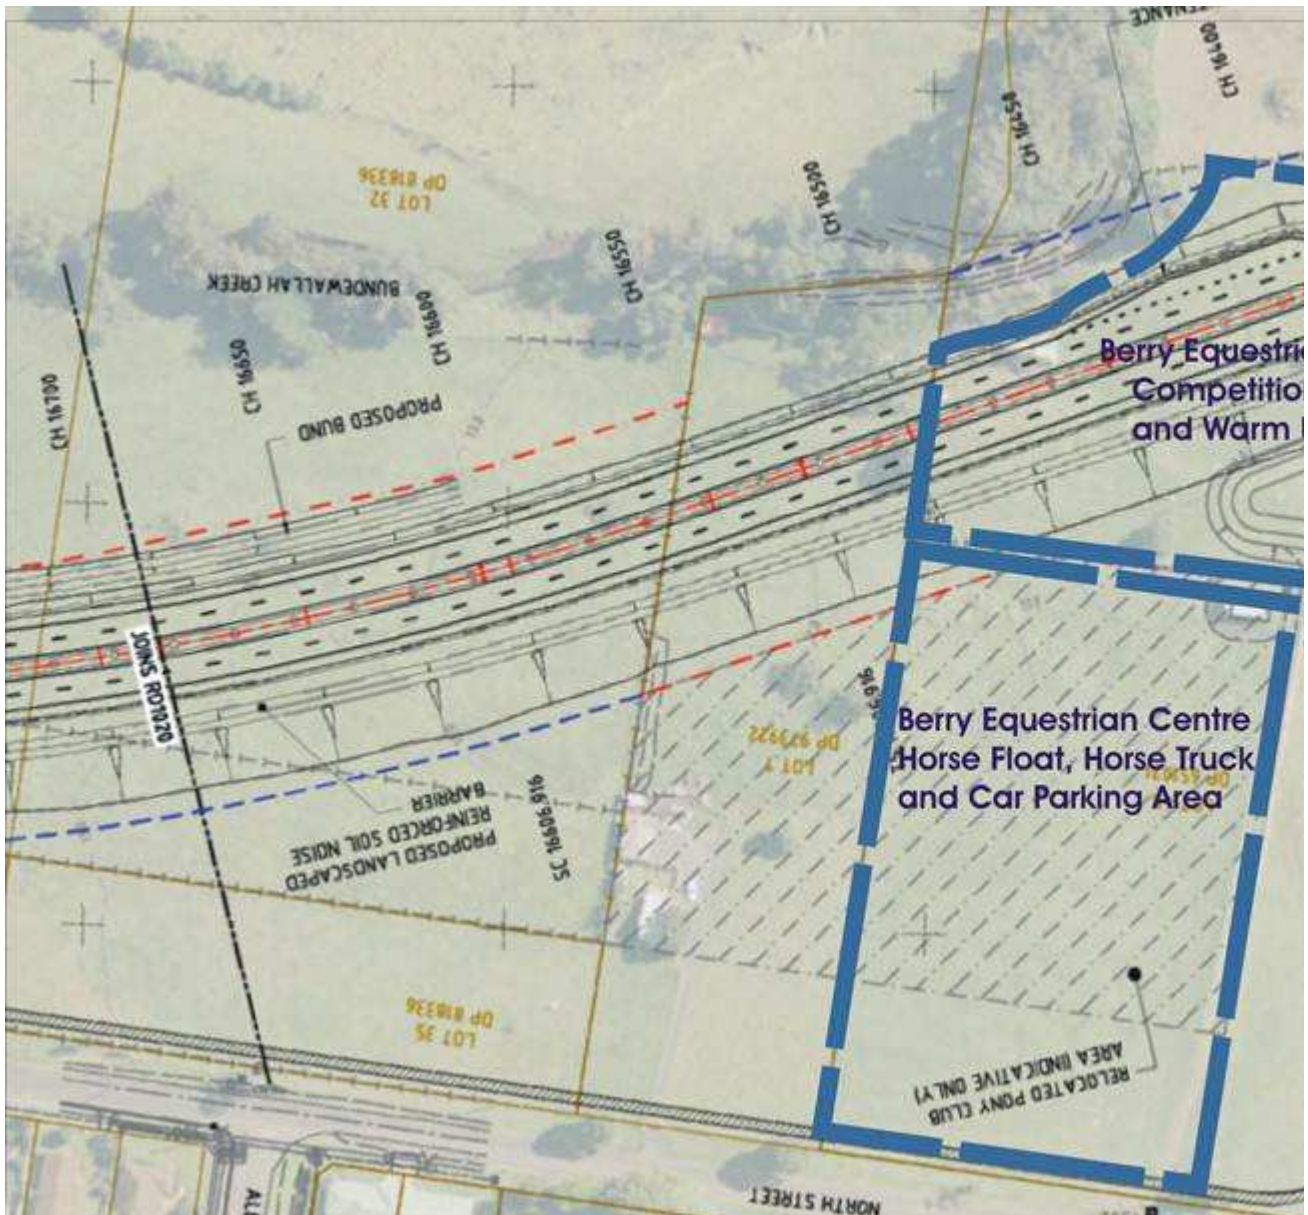 TENANCE
CH 16400
CH 16450
CH 16500
LOT 32
DP 818336
CH 16550
BUNDEWALLAH CREEK
CH 16600
CH 16650
CH 16700
PROPOSED BUND
Berry Equestri
Competitio
and Warm
JOINS RD1020
Berry Equestrian Centre
Horse Float, Horse Truck
and Car Parking Area
LOT 1
DP 973922
PROPOSED LANDSCAPED
REINFORCED SOIL NOISE
BARRIER
SC 16606.916
LOT 35
DP 818336
RELOCATED PONY CLUB
AREA (INDICATIVE ONLY)
NORTH STREET